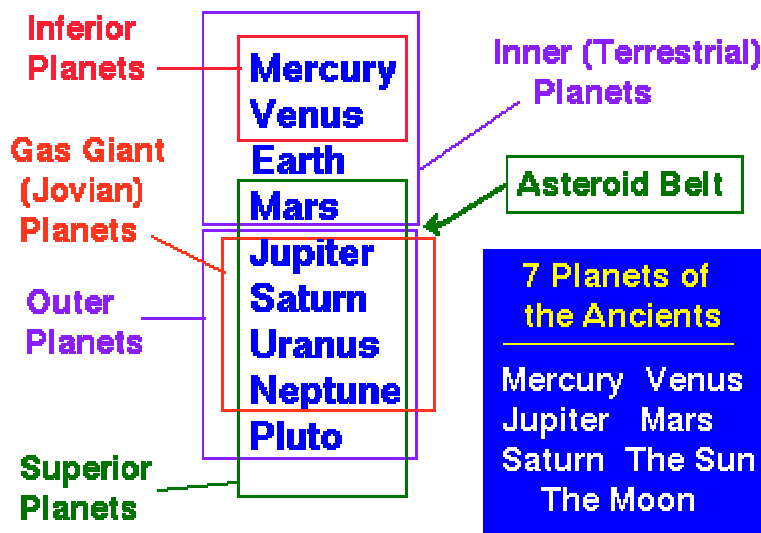 Inferior
Planets
Mercury
Venus
Earth
Mars
Jupiter
Saturn
Uranus
Neptune
Pluto
Inner (Terrestrial)
Planets
Gas Giant
(Jovian)
Planets
Asteroid Belt
Outer
Planets
Superior
Planets
7 Planets of
the Ancients
Mercury Venus
Jupiter Mars
Saturn The Sun
The Moon